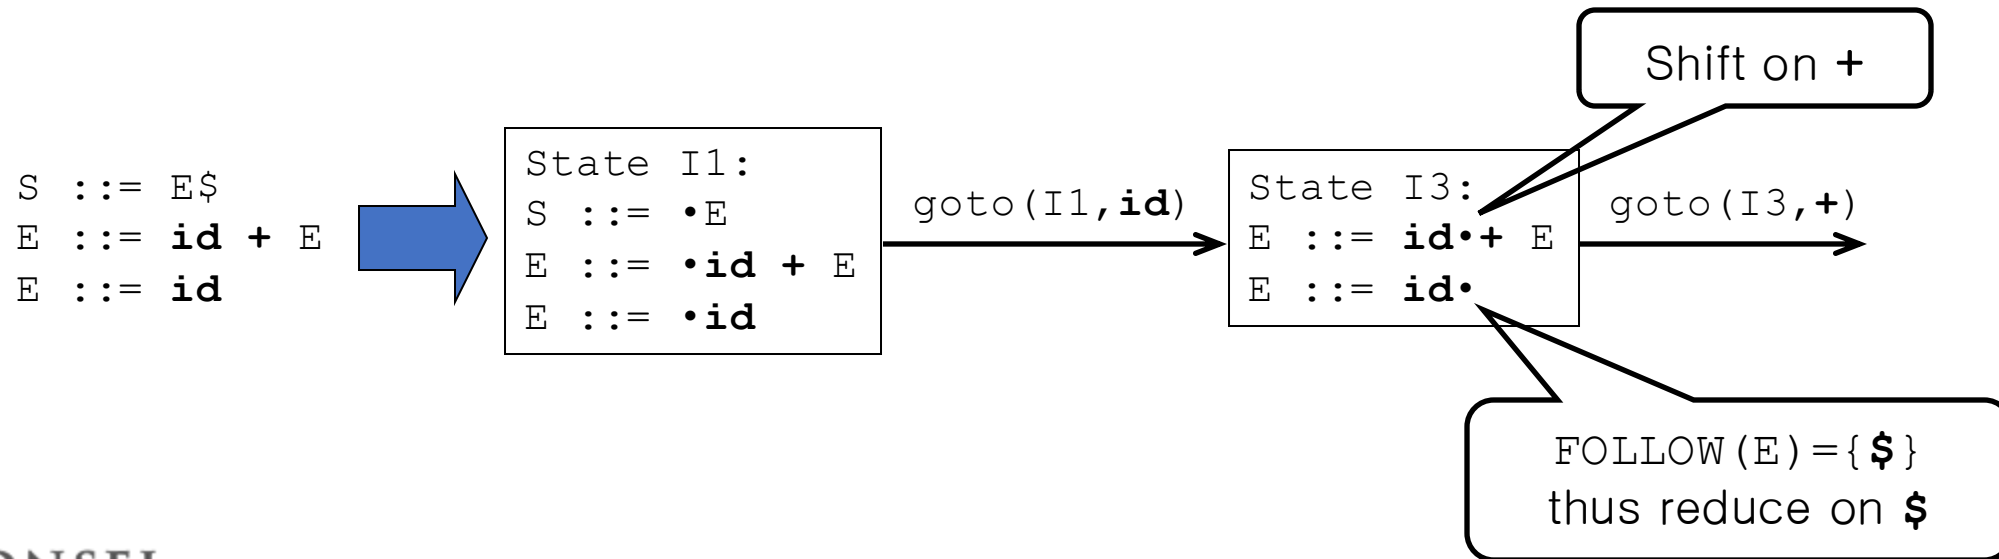 S ::= E$
E ::= id + E
E ::= id
State I1:
S ::= •E
E ::= •id + E
E ::= •id
goto(I1,id)
State I3:
E ::= id•+ E
E ::= id•
goto(I3,+)
Shift on +
FOLLOW(E)={$}
thus reduce on $